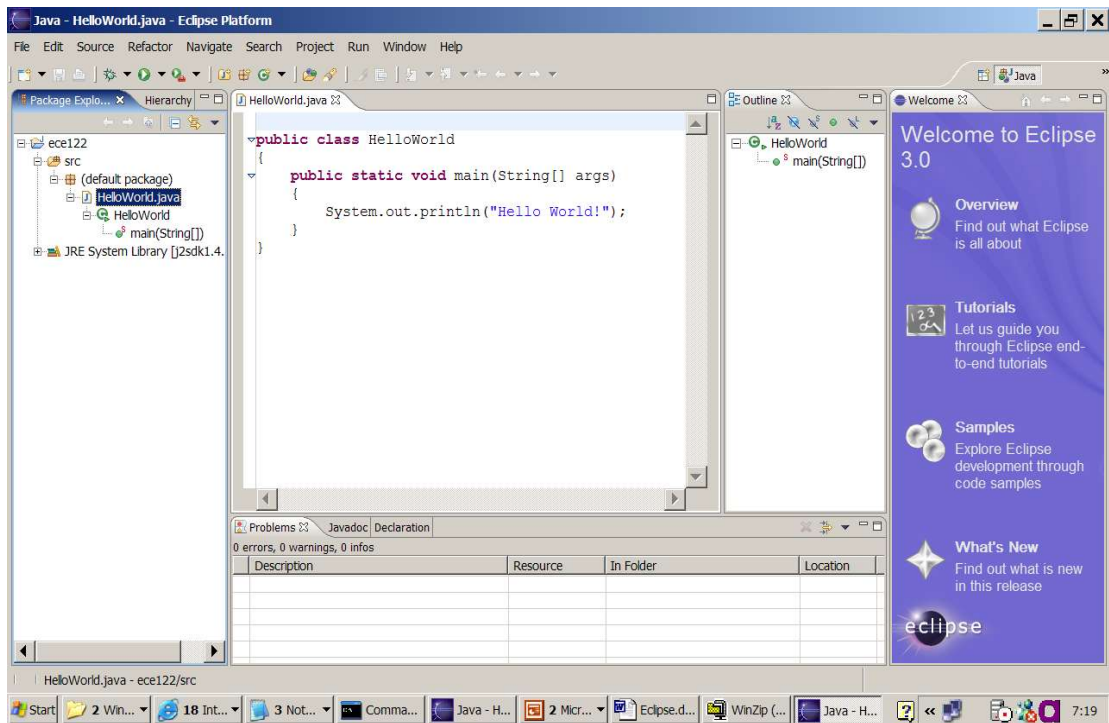 Java - HelloWorld.java - Eclipse Platform
File Edit Source Refactor Navigate Search Project Run Window Help
Java
Package Explo... Hierarchy
ece122
src
(default package)
HelloWorld.java
HelloWorld
main(String[])
JRE System Library [j2sdk1.4.
HelloWorld.java
public class HelloWorld
{
public static void main(String[] args)
{
System.out.println("Hello World!");
}
}
Problems Javadoc Declaration
0 errors, 0 warnings, 0 infos
Description Resource In Folder Location
Outline
HelloWorld
main(String[])
Welcome
Welcome to Eclipse
3.0
Overview
Find out what Eclipse
is all about
Tutorials
Let us guide you
through Eclipse end-
to-end tutorials
Samples
Explore Eclipse
development through
code samples
What's New
Find out what is new
in this release
eclipse
HelloWorld.java - ece122/src
Start 2 Win... 18 Int... 3 Not... Comma... Java - H... 2 Micr... Eclipse.d... WinZip (... Java - H... 7:19